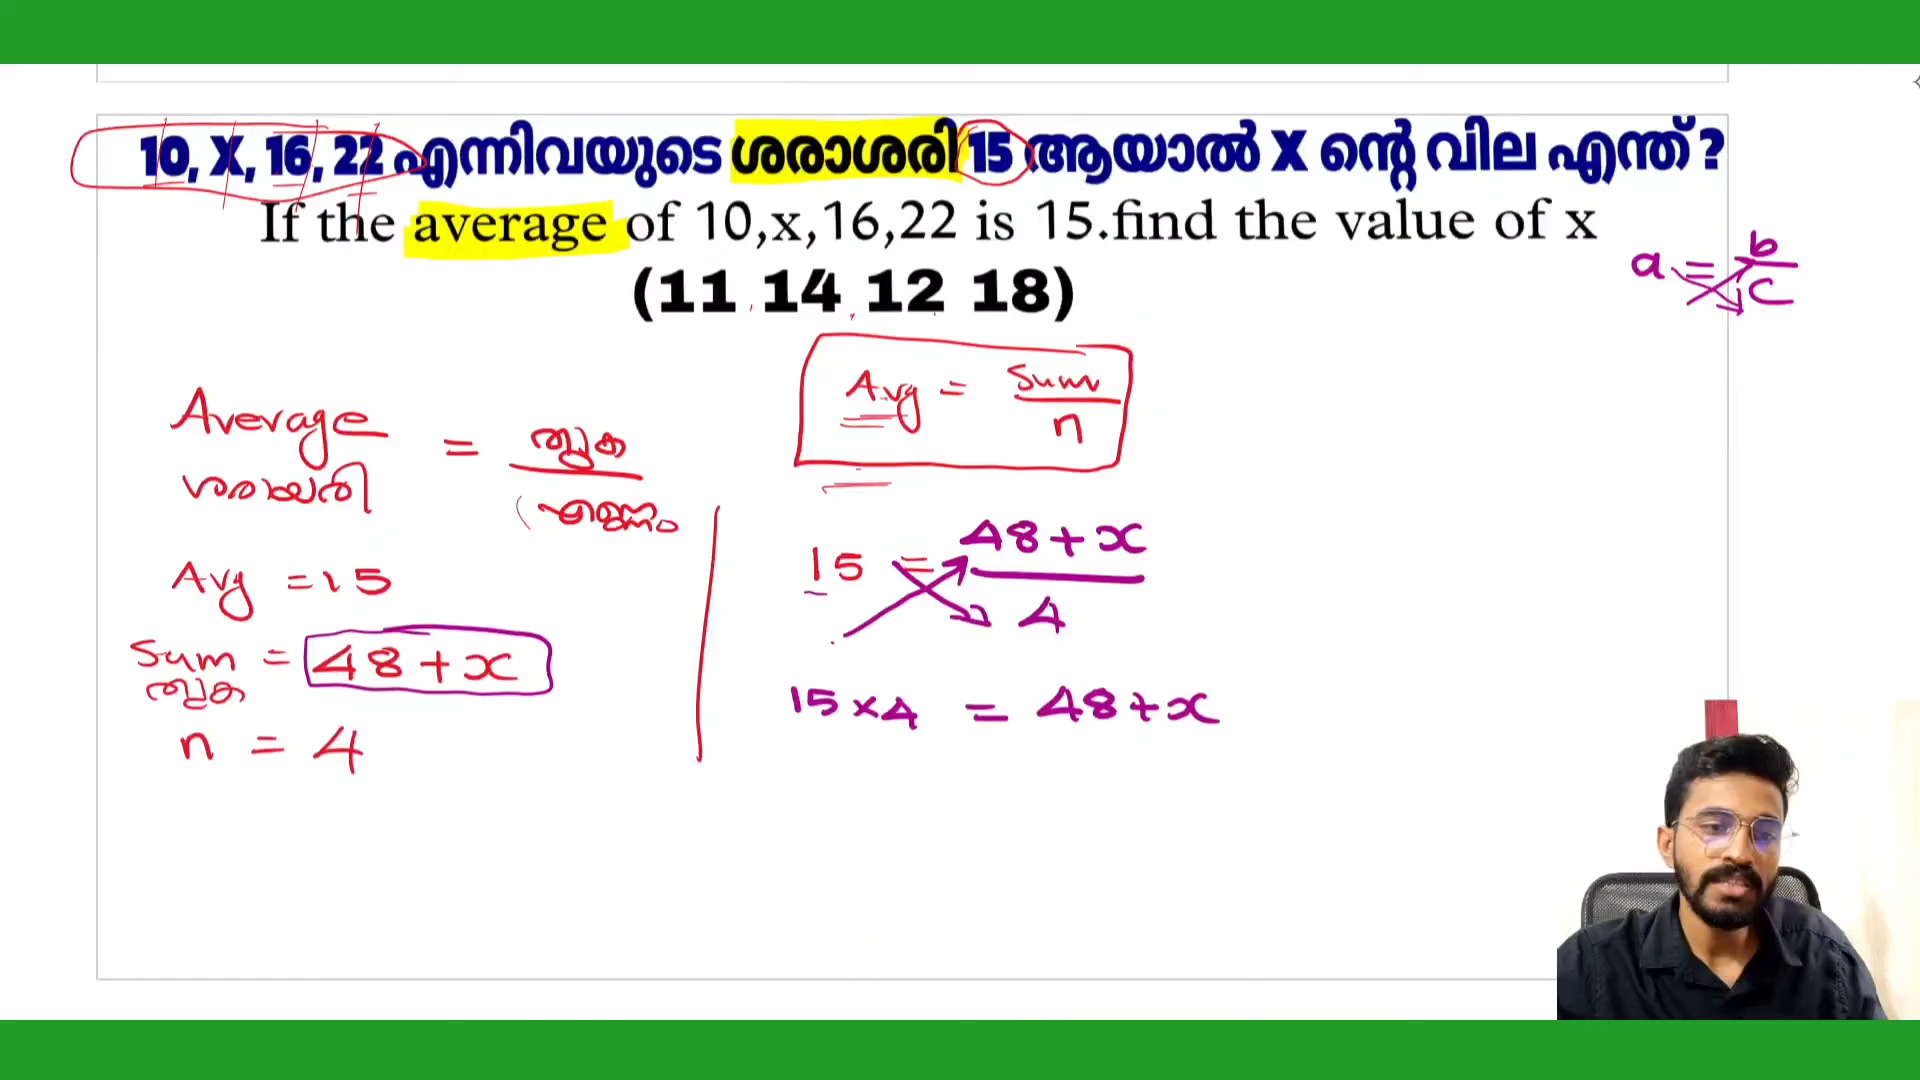 10, X, 16, 22 എന്നിവയുടെ ശരാശരി 15 ആയാൽ X ന്റെ വില എന്ത് ?
If the average of 10,x,16,22 is 15.find the value of x
(11 , 14 , 12 18)
a = b/c
Avg = Sum/n
Average = തുക/എണ്ണം
ശരാശരി
15 = 48+x/4
Avg = 15
Sum = 48+x
തുക
15×4 = 48+x
n = 4